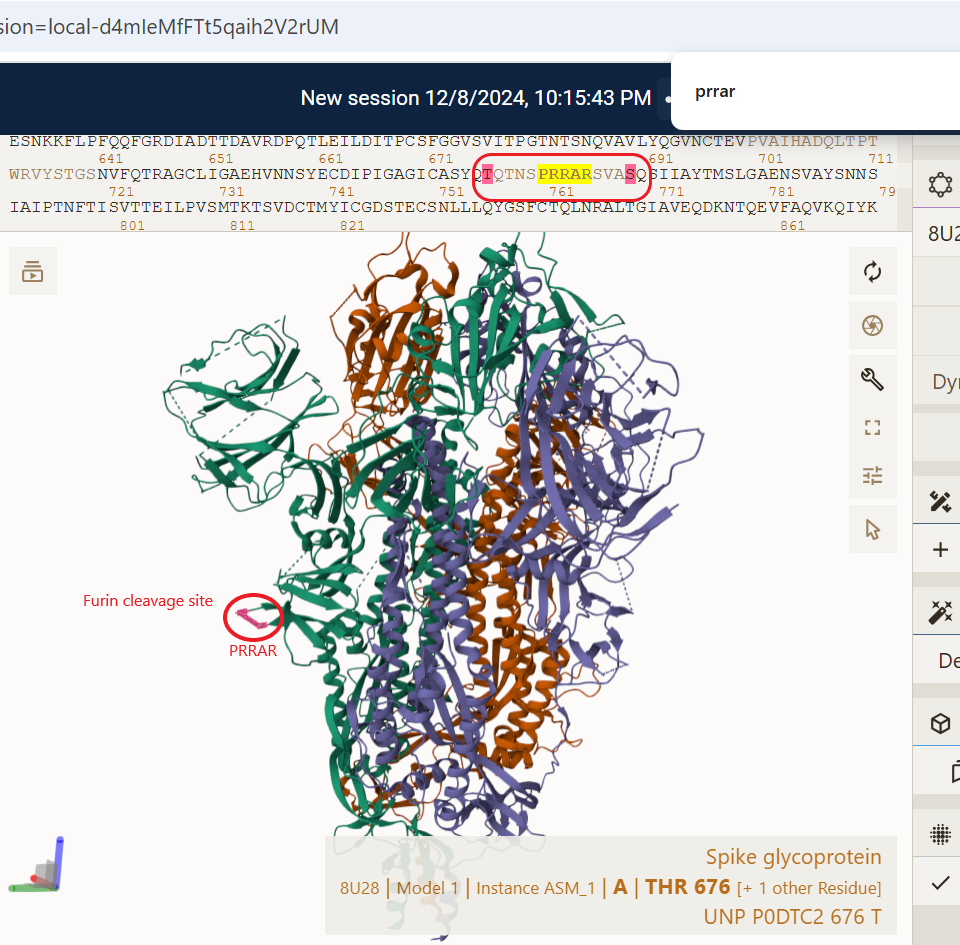 sion=local-d4mIeMfFTt5qaih2V2rUM
New session 12/8/2024, 10:15:43 PM
prrar
ESNKKFLPFQQFGRDIADTTDAVRDPQTLEILDITPCSFGGVSVITPGTNTSNQVAVLYQGVNCTEVPVAIHADQLTPT
641 651 661 671 691 701 711
WRVYSTGSNVFQTRAGCLIGAEHVNNSYECDIPIGAGICASYQTQTNSPRRARSVASQSIIAYTMSLGAENSVAYSNNS
721 731 741 751 761 771 781 79
IAIPTNFTISVTTEILPVSMTKTSVDCTMYICGDSTECSNLLLQYGSFCTQLNRALTGIAVEQDKNTQEVFAQVKQIYK
801 811 821 861
8U2
Dyn
Furin cleavage site
PRRAR
De
Spike glycoprotein
8U28 | Model 1 | Instance ASM_1 | A | THR 676 [+ 1 other Residue]
UNP P0DTC2 676 T